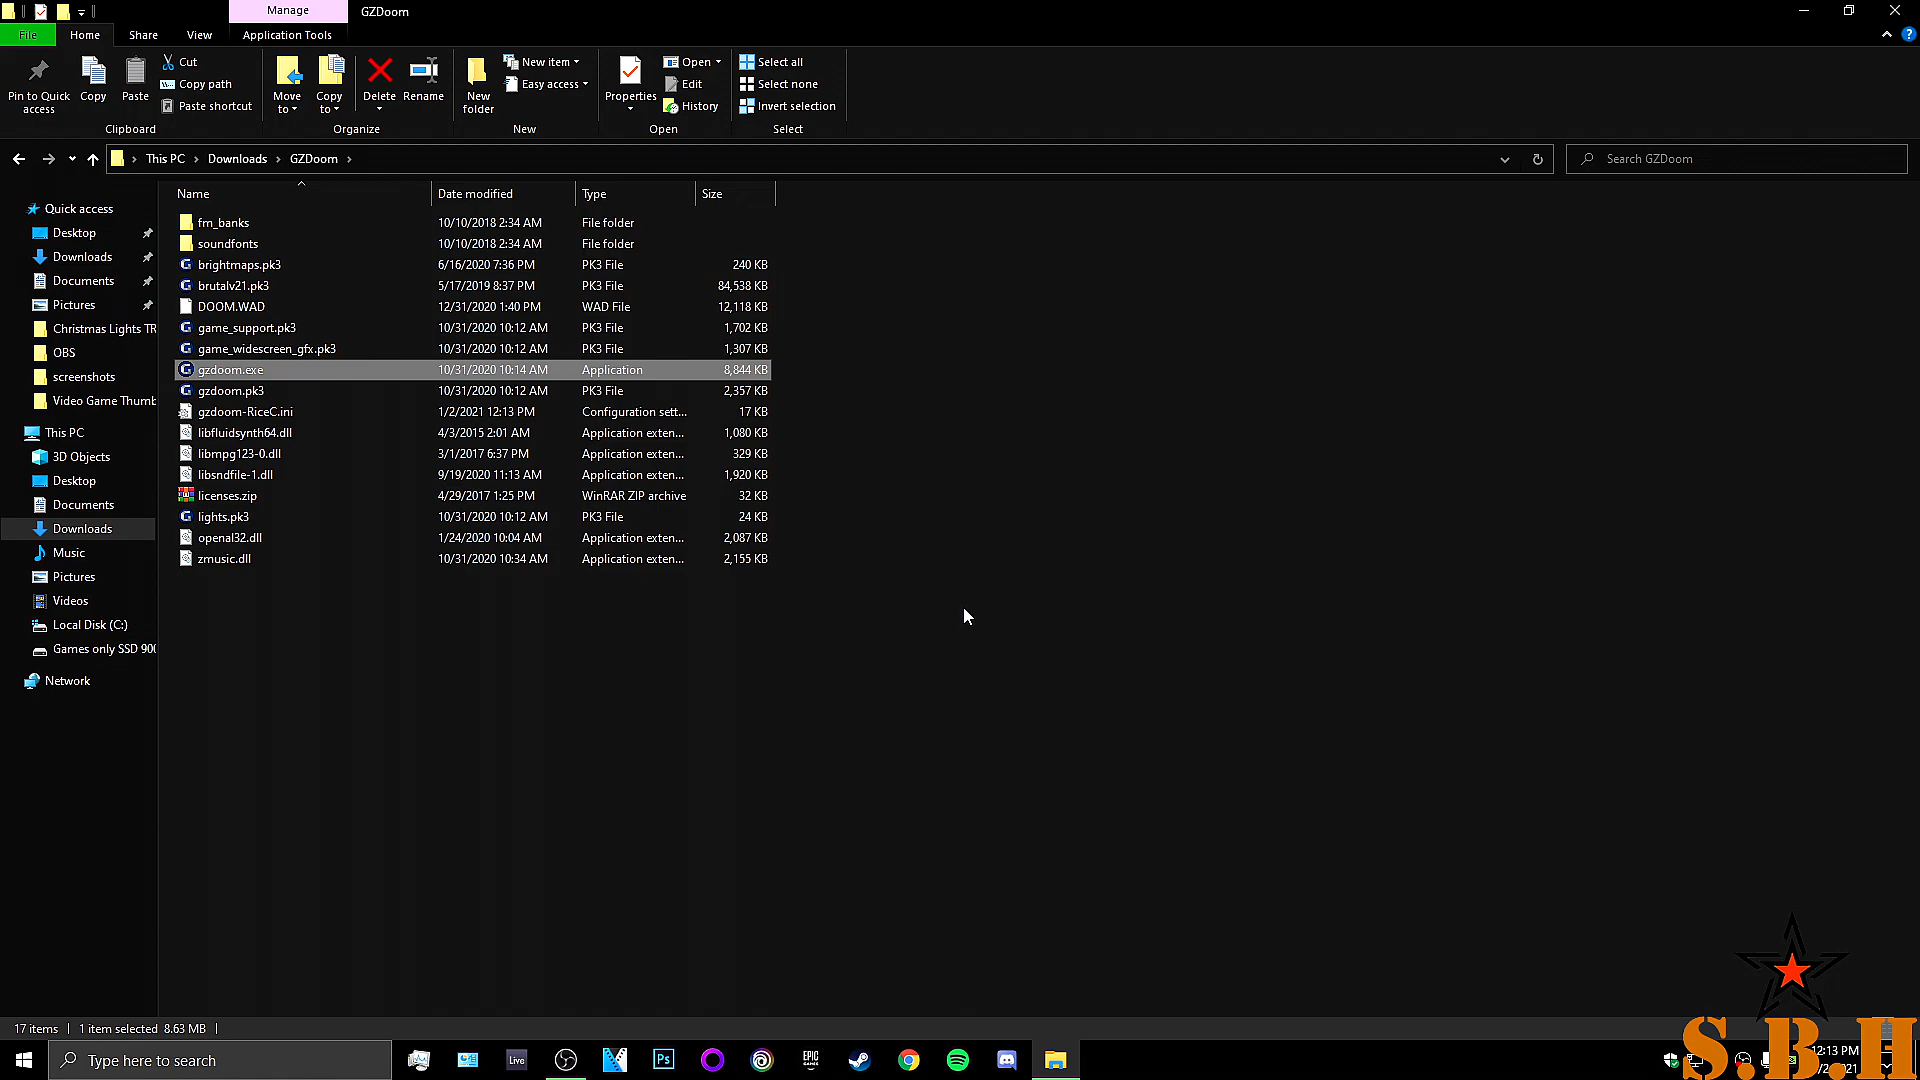 Manage
GZDoom
File
Home
Share
View
Application Tools
Pin to Quick access
Copy
Paste
Cut
Copy path
Paste shortcut
Clipboard
Move to
Copy to
Delete
Rename
Organize
New folder
New item
Easy access
New
Properties
Open
Edit
History
Open
Select all
Select none
Invert selection
Select
This PC
Downloads
GZDoom
Search GZDoom
Name
Date modified
Type
Size
Quick access
Desktop
Downloads
Documents
Pictures
Christmas Lights TR
OBS
screenshots
Video Game Thumb
This PC
3D Objects
Desktop
Documents
Downloads
Music
Pictures
Videos
Local Disk (C:)
Games only SSD 900
Network
fm_banks 10/10/2018 2:34 AM File folder
soundfonts 10/10/2018 2:34 AM File folder
brightmaps.pk3 6/16/2020 7:36 PM PK3 File 240 KB
brutalv21.pk3 5/17/2019 8:37 PM PK3 File 84,538 KB
DOOM.WAD 12/31/2020 1:40 PM WAD File 12,118 KB
game_support.pk3 10/31/2020 10:12 AM PK3 File 1,702 KB
game_widescreen_gfx.pk3 10/31/2020 10:12 AM PK3 File 1,307 KB
gzdoom.exe 10/31/2020 10:14 AM Application 8,844 KB
gzdoom.pk3 10/31/2020 10:12 AM PK3 File 2,357 KB
gzdoom-RiceC.ini 1/2/2021 12:13 PM Configuration sett... 17 KB
libfluidsynth64.dll 4/3/2015 2:01 AM Application exten... 1,080 KB
libmpg123-0.dll 3/1/2017 6:37 PM Application exten... 329 KB
libsndfile-1.dll 9/19/2020 11:13 AM Application exten... 1,920 KB
licenses.zip 4/29/2017 1:25 PM WinRAR ZIP archive 32 KB
lights.pk3 10/31/2020 10:12 AM PK3 File 24 KB
openal32.dll 1/24/2020 10:04 AM Application exten... 2,087 KB
zmusic.dll 10/31/2020 10:34 AM Application exten... 2,155 KB
17 items
1 item selected 8.63 MB
Type here to search
Live
Ps
EPIC GAMES
12:13 PM
S.B.H